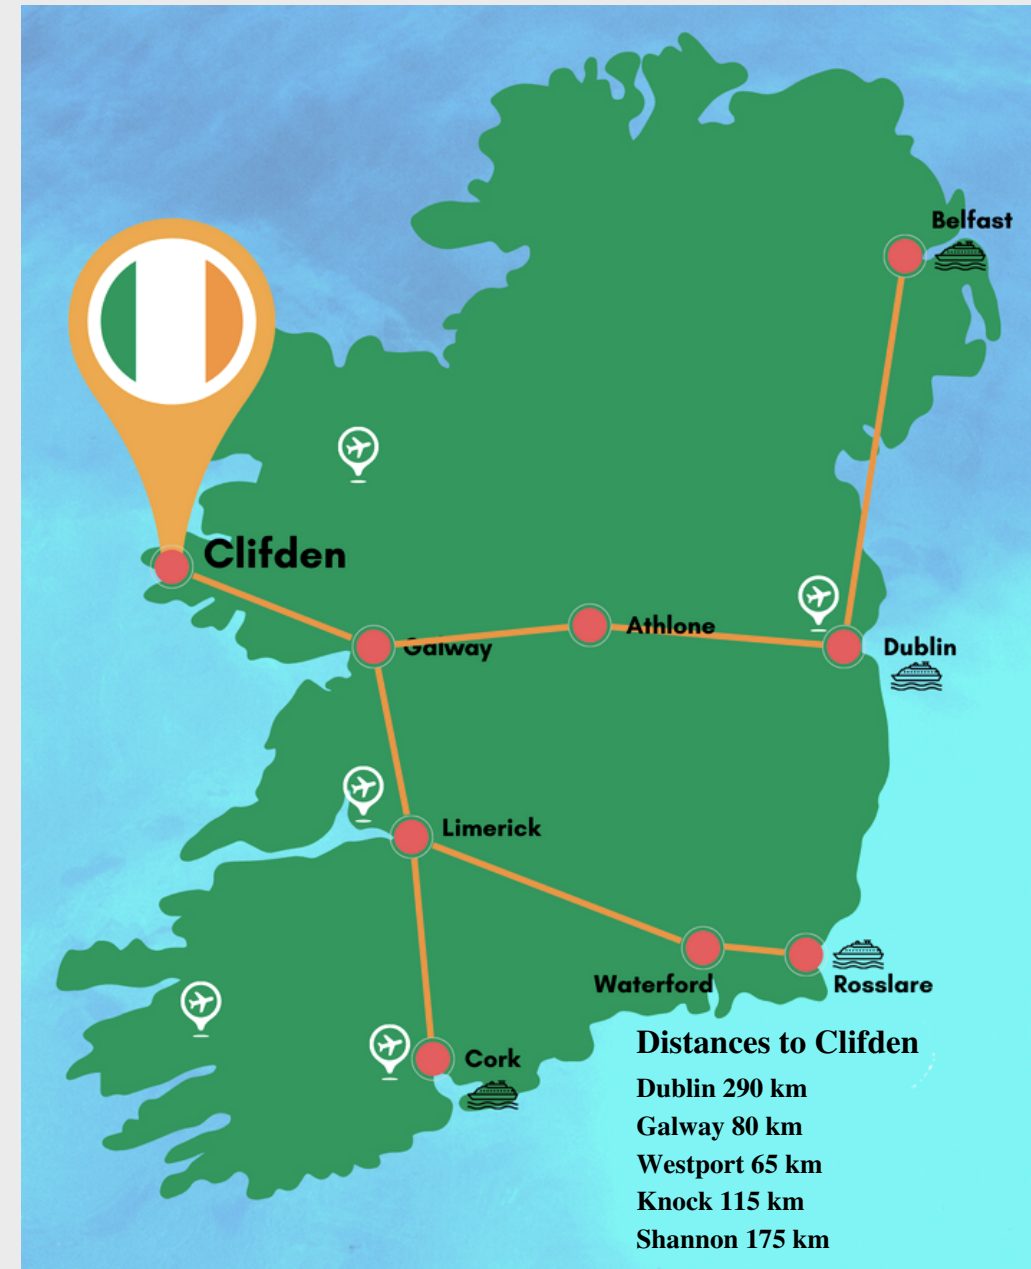 Belfast
Clifden
Athlone
Galway
Dublin
Limerick
Waterford
Rosslare
Cork
Distances to Clifden
Dublin 290 km
Galway 80 km
Westport 65 km
Knock 115 km
Shannon 175 km